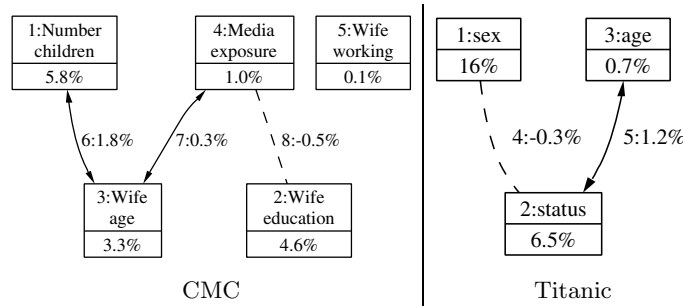 1:Number
children
5.8%
4:Media
exposure
1.0%
5:Wife
working
0.1%
6:1.8%
7:0.3%
8:-0.5%
3:Wife
age
3.3%
2:Wife
education
4.6%
CMC
1:sex
16%
3:age
0.7%
4:-0.3%
5:1.2%
2:status
6.5%
Titanic